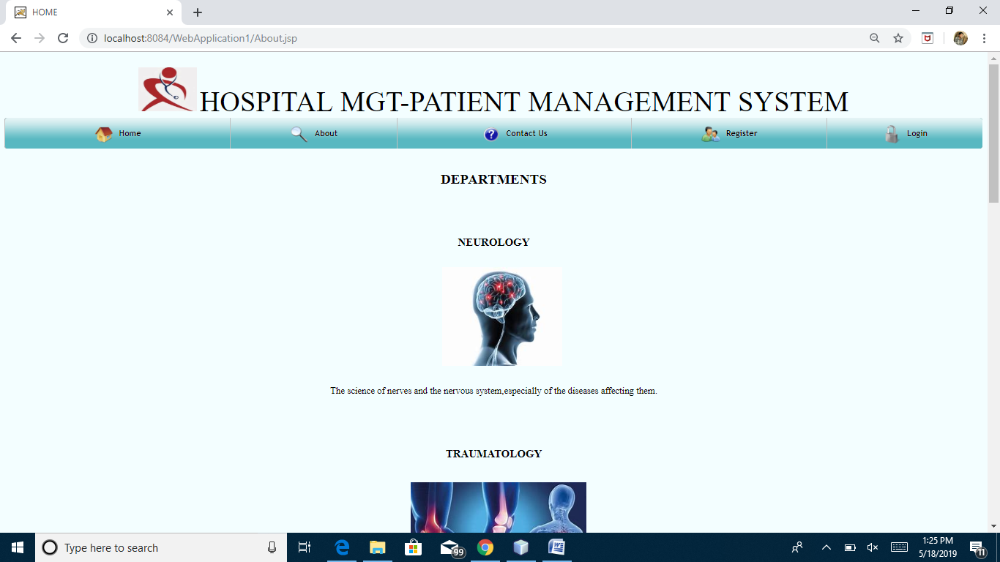 HOME
localhost:8084/WebApplication1/About.jsp
HOSPITAL MGT-PATIENT MANAGEMENT SYSTEM
Home About Contact Us Register Login
DEPARTMENTS
NEUROLOGY
The science of nerves and the nervous system,especially of the diseases affecting them.
TRAUMATOLOGY
Type here to search
99
W
1:25 PM
5/18/2019
11